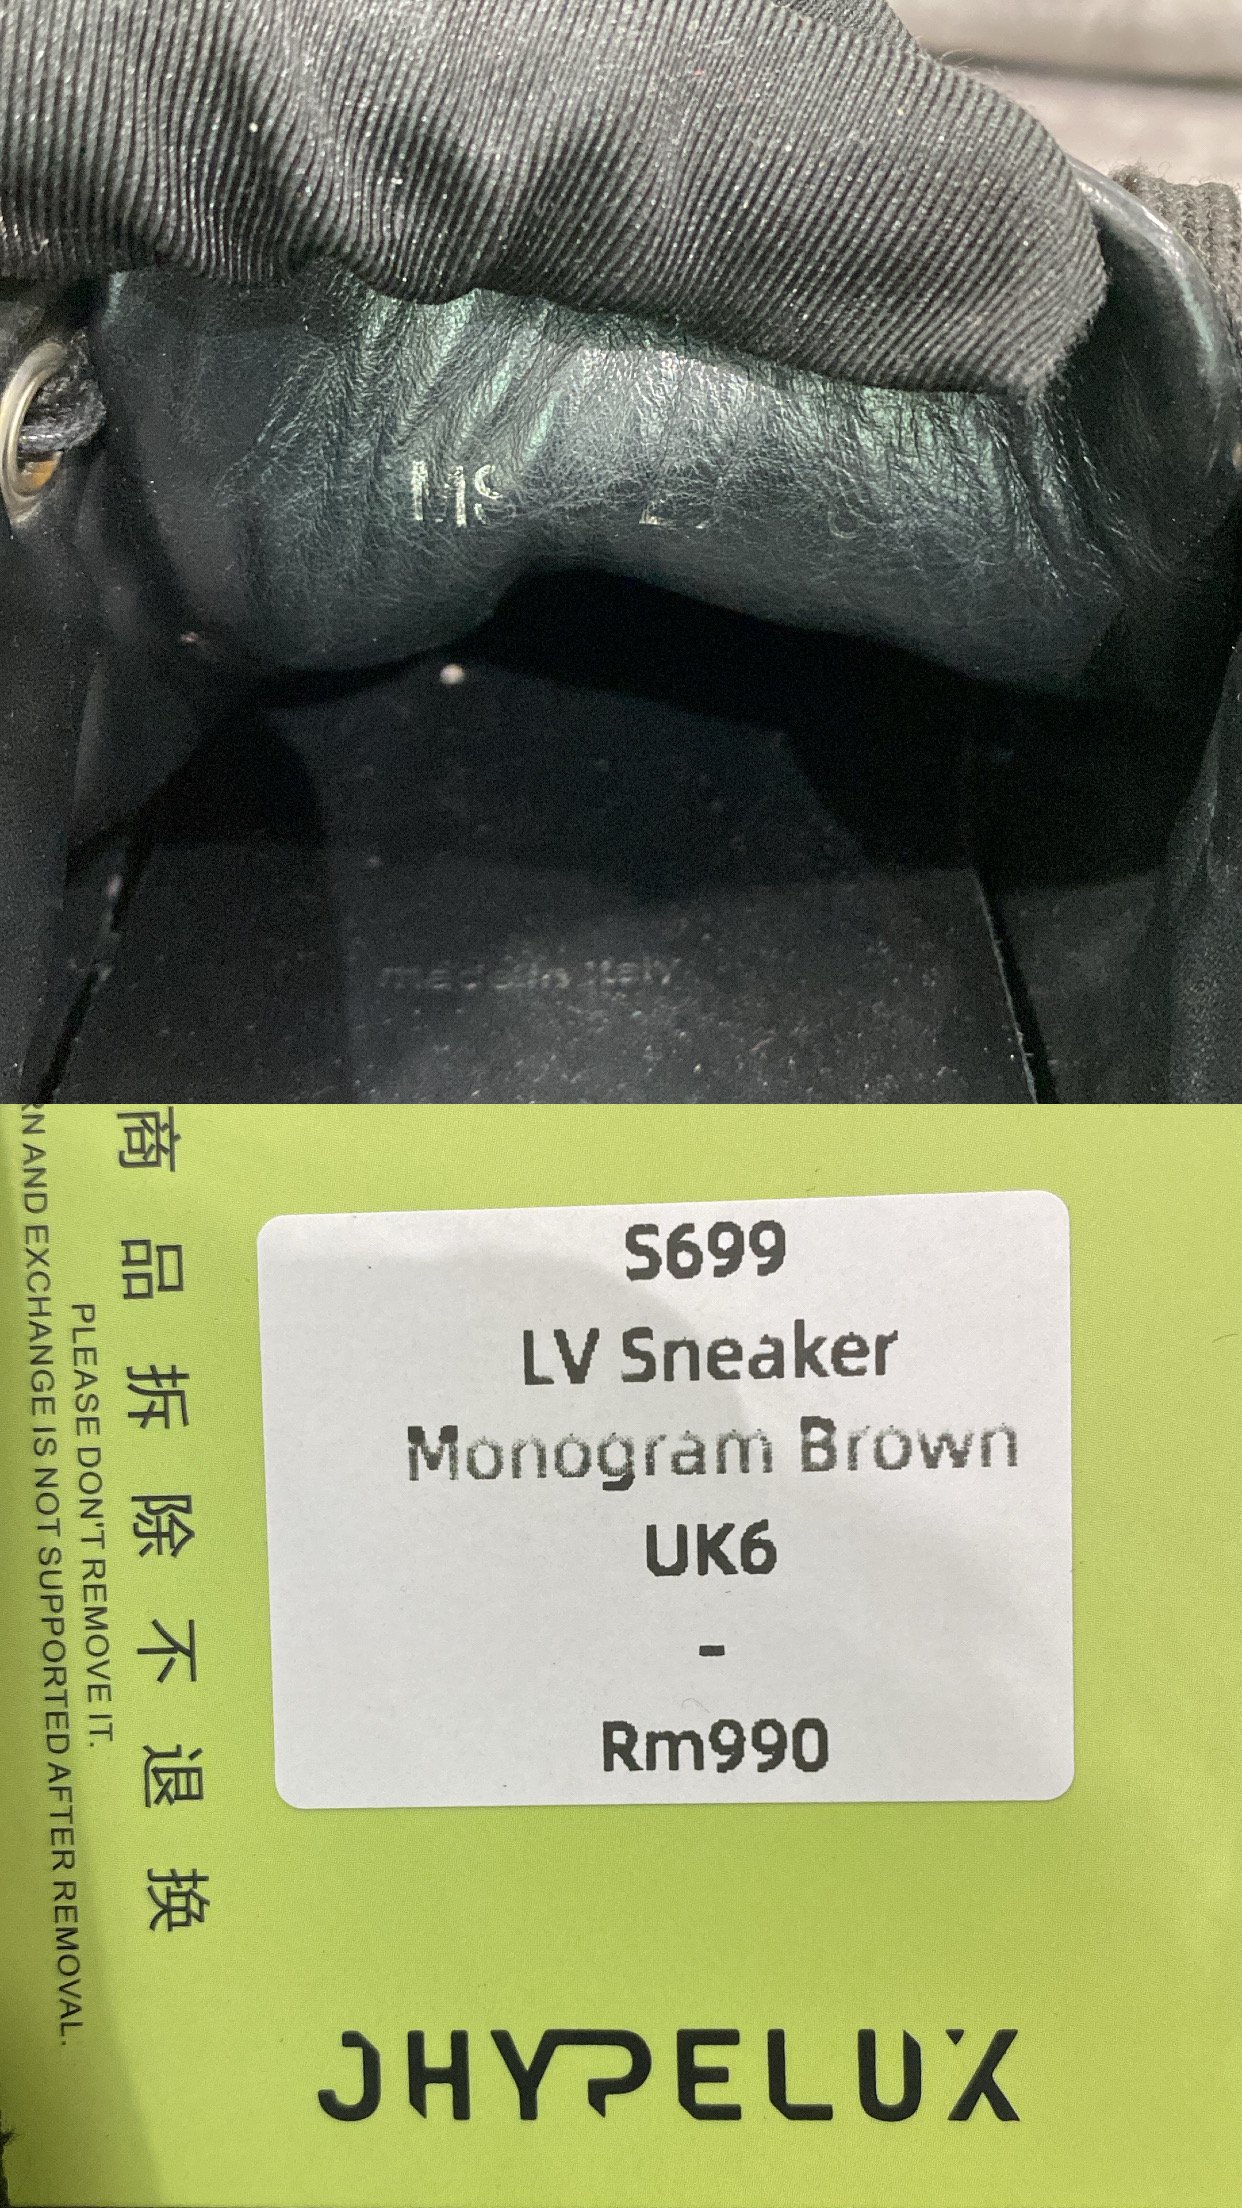 MS
made in italy
商品拆除不退换
PLEASE DON'T REMOVE IT.
RN AND EXCHANGE IS NOT SUPPORTED AFTER REMOVAL.
S699
LV Sneaker
Monogram Brown
UK6
-
Rm990
JHYPELUX